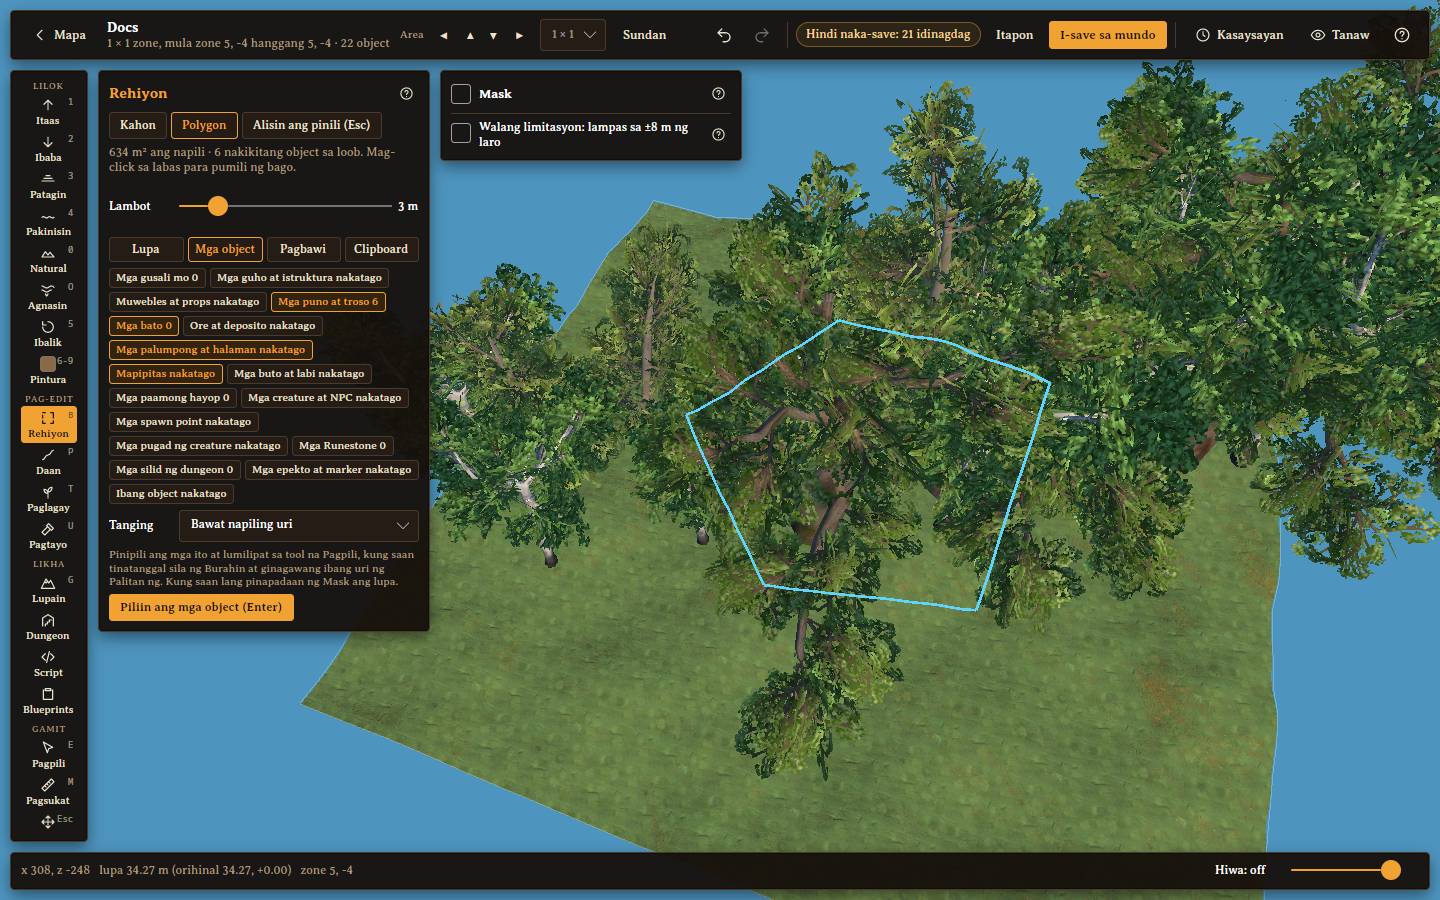 Mapa
Docs
1 × 1 zone, mula zone 5, -4 hanggang 5, -4 · 22 object
Area
1 × 1
Sundan
Hindi naka-save: 21 idinagdag
Itapon
I-save sa mundo
Kasaysayan
Tanaw
LILOK
1
Itaas
2
Ibaba
3
Patagin
4
Pakinisin
0
Natural
O
Agnasin
5
Ibalik
6-9
Pintura
PAG-EDIT
B
Rehiyon
P
Daan
T
Paglagay
U
Pagtayo
LIKHA
G
Lupain
Dungeon
Script
Blueprints
GAMIT
E
Pagpili
M
Pagsukat
Esc
Rehiyon
Kahon
Polygon
Alisin ang pinili (Esc)
634 m² ang napili · 6 nakikitang object sa loob. Mag-
click sa labas para pumili ng bago.
Lambot
3 m
Lupa
Mga object
Pagbawi
Clipboard
Mga gusali mo 0
Mga guho at istruktura nakatago
Muwebles at props nakatago
Mga puno at troso 6
Mga bato 0
Ore at deposito nakatago
Mga palumpong at halaman nakatago
Mapipitas nakatago
Mga buto at labi nakatago
Mga paamong hayop 0
Mga creature at NPC nakatago
Mga spawn point nakatago
Mga pugad ng creature nakatago
Mga Runestone 0
Mga silid ng dungeon 0
Mga epekto at marker nakatago
Ibang object nakatago
Tanging
Bawat napiling uri
Pinipili ang mga ito at lumilipat sa tool na Pagpili, kung saan
tinatanggal sila ng Burahin at ginagawang ibang uri ng
Palitan ng. Kung saan lang pinapadaan ng Mask ang lupa.
Piliin ang mga object (Enter)
Mask
Walang limitasyon: lampas sa ±8 m ng
laro
x 308, z -248 lupa 34.27 m (orihinal 34.27, +0.00) zone 5, -4
Hiwa: off